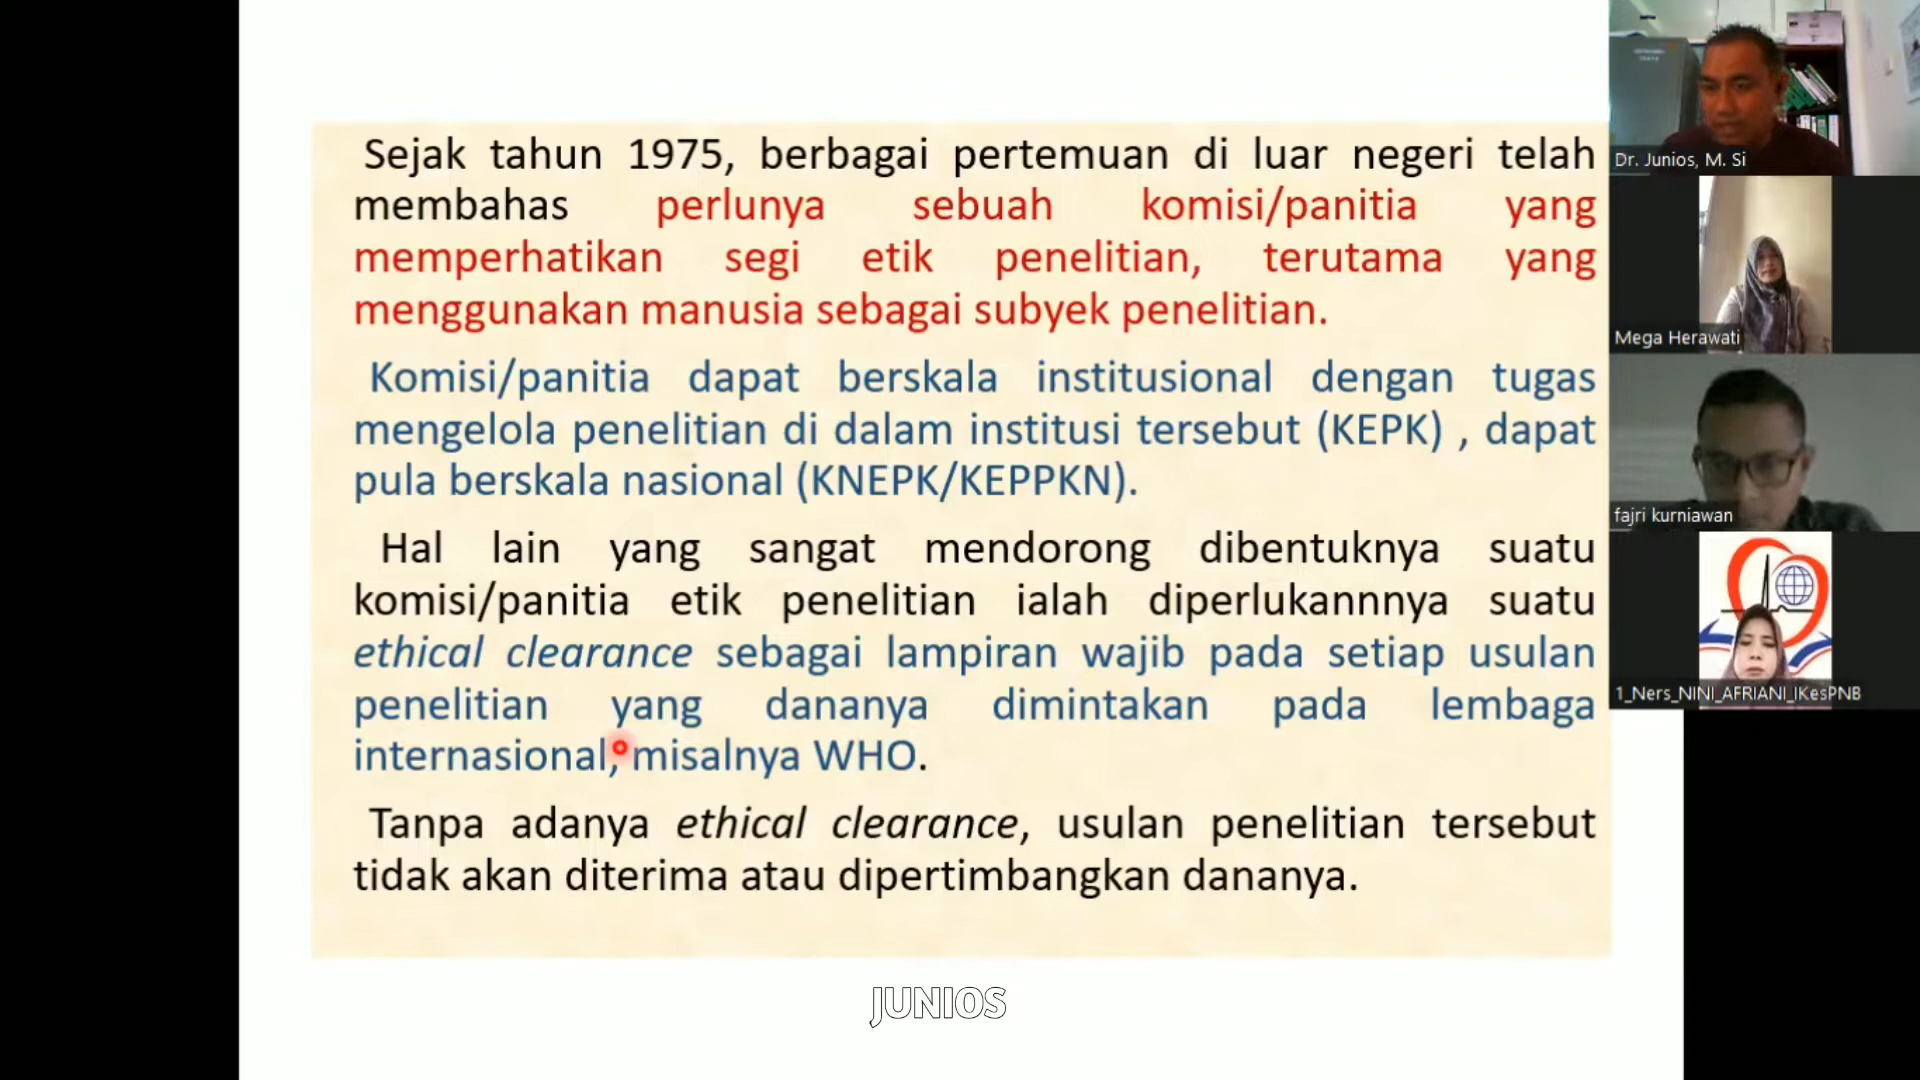 Sejak tahun 1975, berbagai pertemuan di luar negeri telah
membahas perlunya sebuah komisi/panitia yang
memperhatikan segi etik penelitian, terutama yang
menggunakan manusia sebagai subyek penelitian.
Komisi/panitia dapat berskala institusional dengan tugas
mengelola penelitian di dalam institusi tersebut (KEPK) , dapat
pula berskala nasional (KNEPK/KEPPKN).
Hal lain yang sangat mendorong dibentuknya suatu
komisi/panitia etik penelitian ialah diperlukannnya suatu
ethical clearance sebagai lampiran wajib pada setiap usulan
penelitian yang dananya dimintakan pada lembaga
internasional, misalnya WHO.
Tanpa adanya ethical clearance, usulan penelitian tersebut
tidak akan diterima atau dipertimbangkan dananya.
JUNIOS
Dr. Junios, M. Si
Mega Herawati
fajri kurniawan
1_Ners_NINI_AFRIANI_IKesPNB